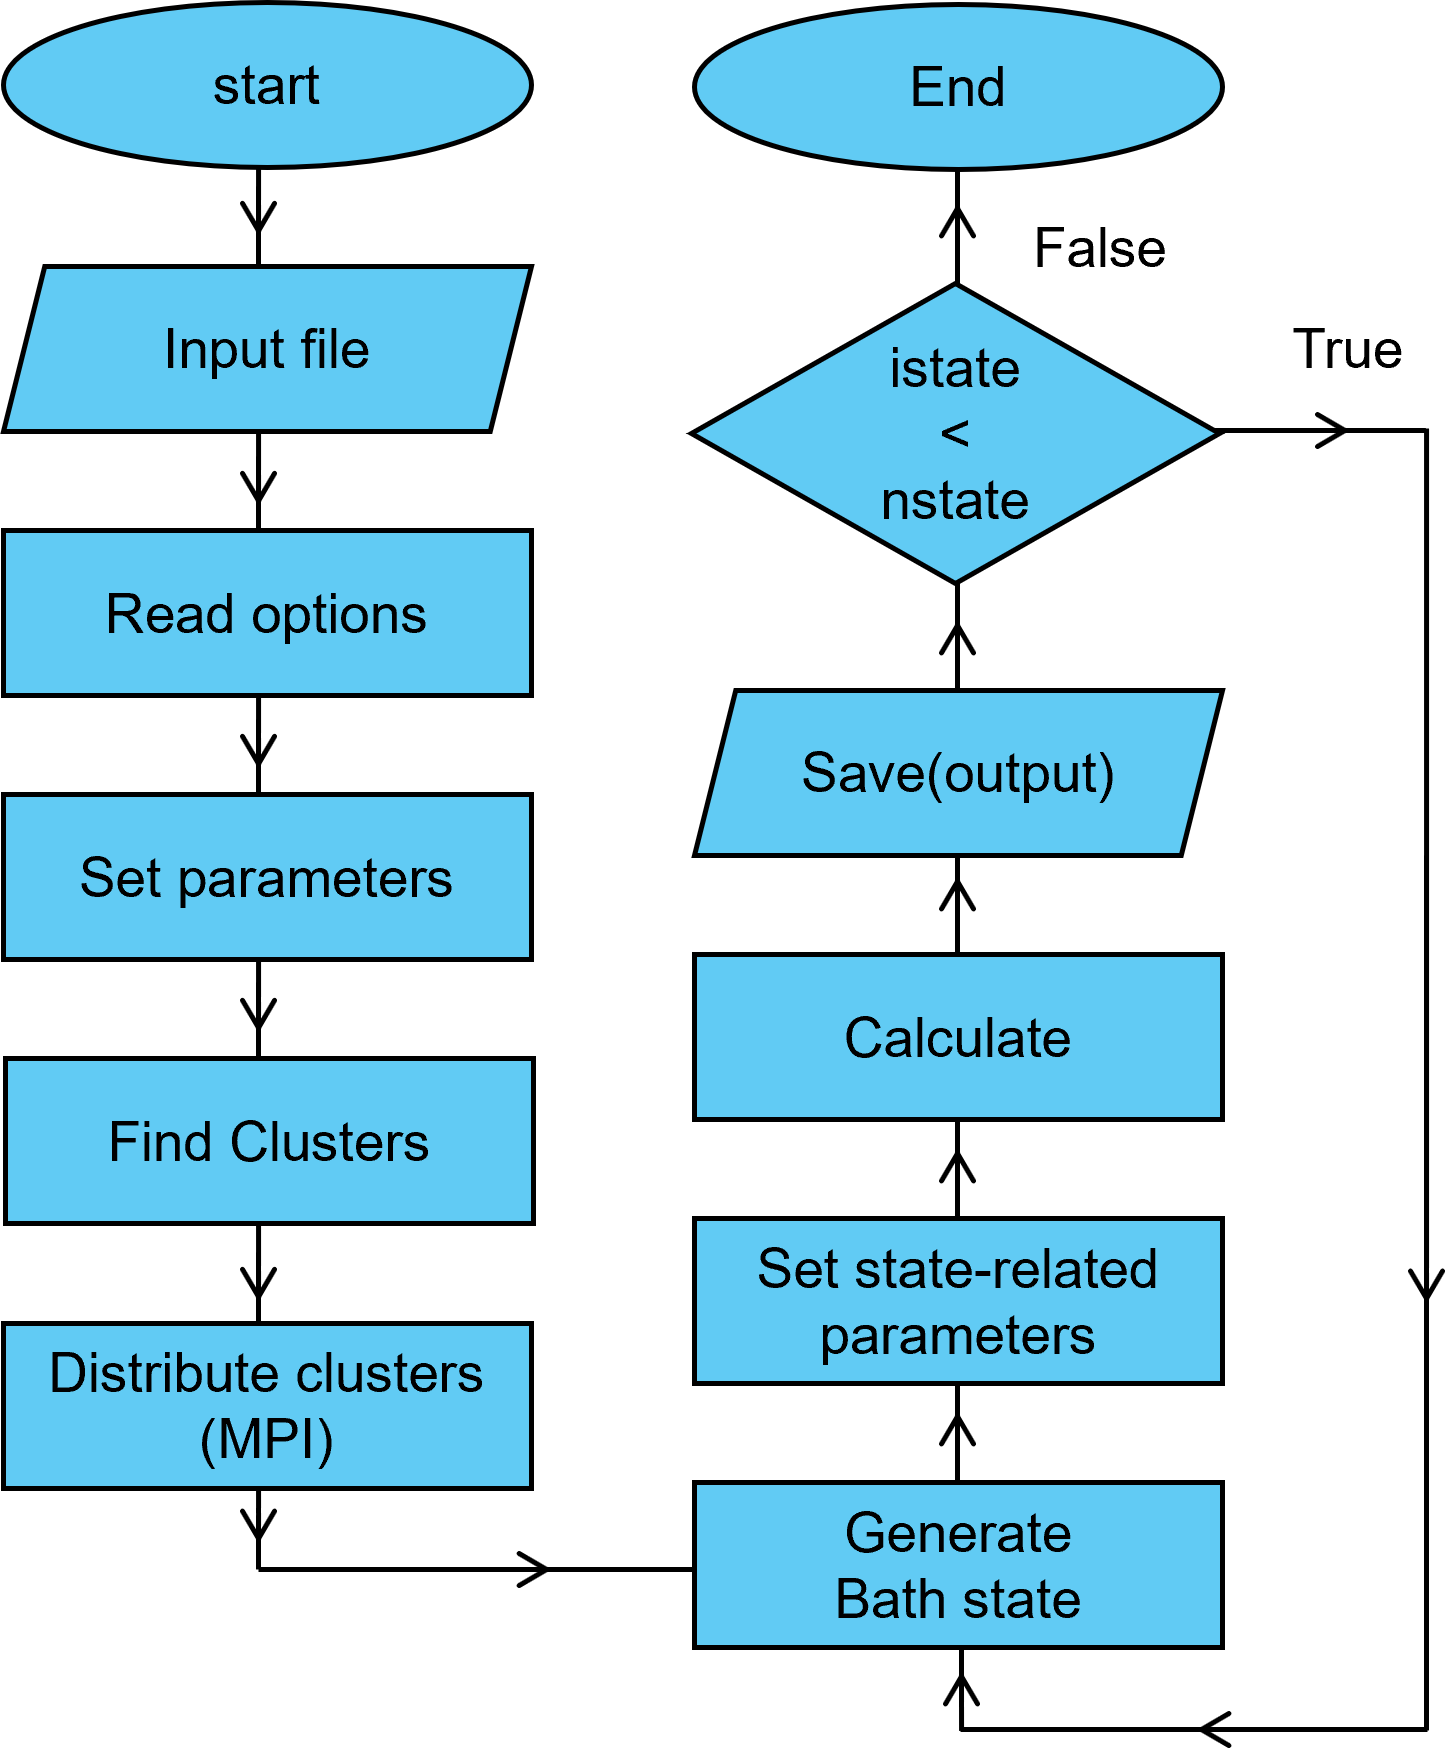 start
Input file
Read options
Set parameters
Find Clusters
Distribute clusters
(MPI)
Generate
Bath state
Set state-related
parameters
Calculate
Save(output)
istate
<
nstate
True
False
End